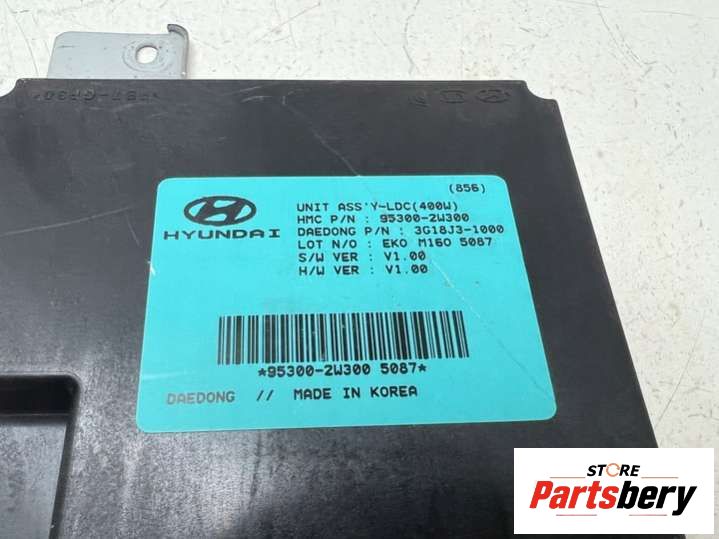 (856)
UNIT ASS'Y-LDC(400W)
HMC P/N : 95300-2W300
DAEDONG P/N : 3G18J3-1000
LOT N/O : EKO M160 5087
S/W VER : V1.00
H/W VER : V1.00
HYUNDAI
*95300-2W300 5087*
DAEDONG // MADE IN KOREA
STORE
Partsbery